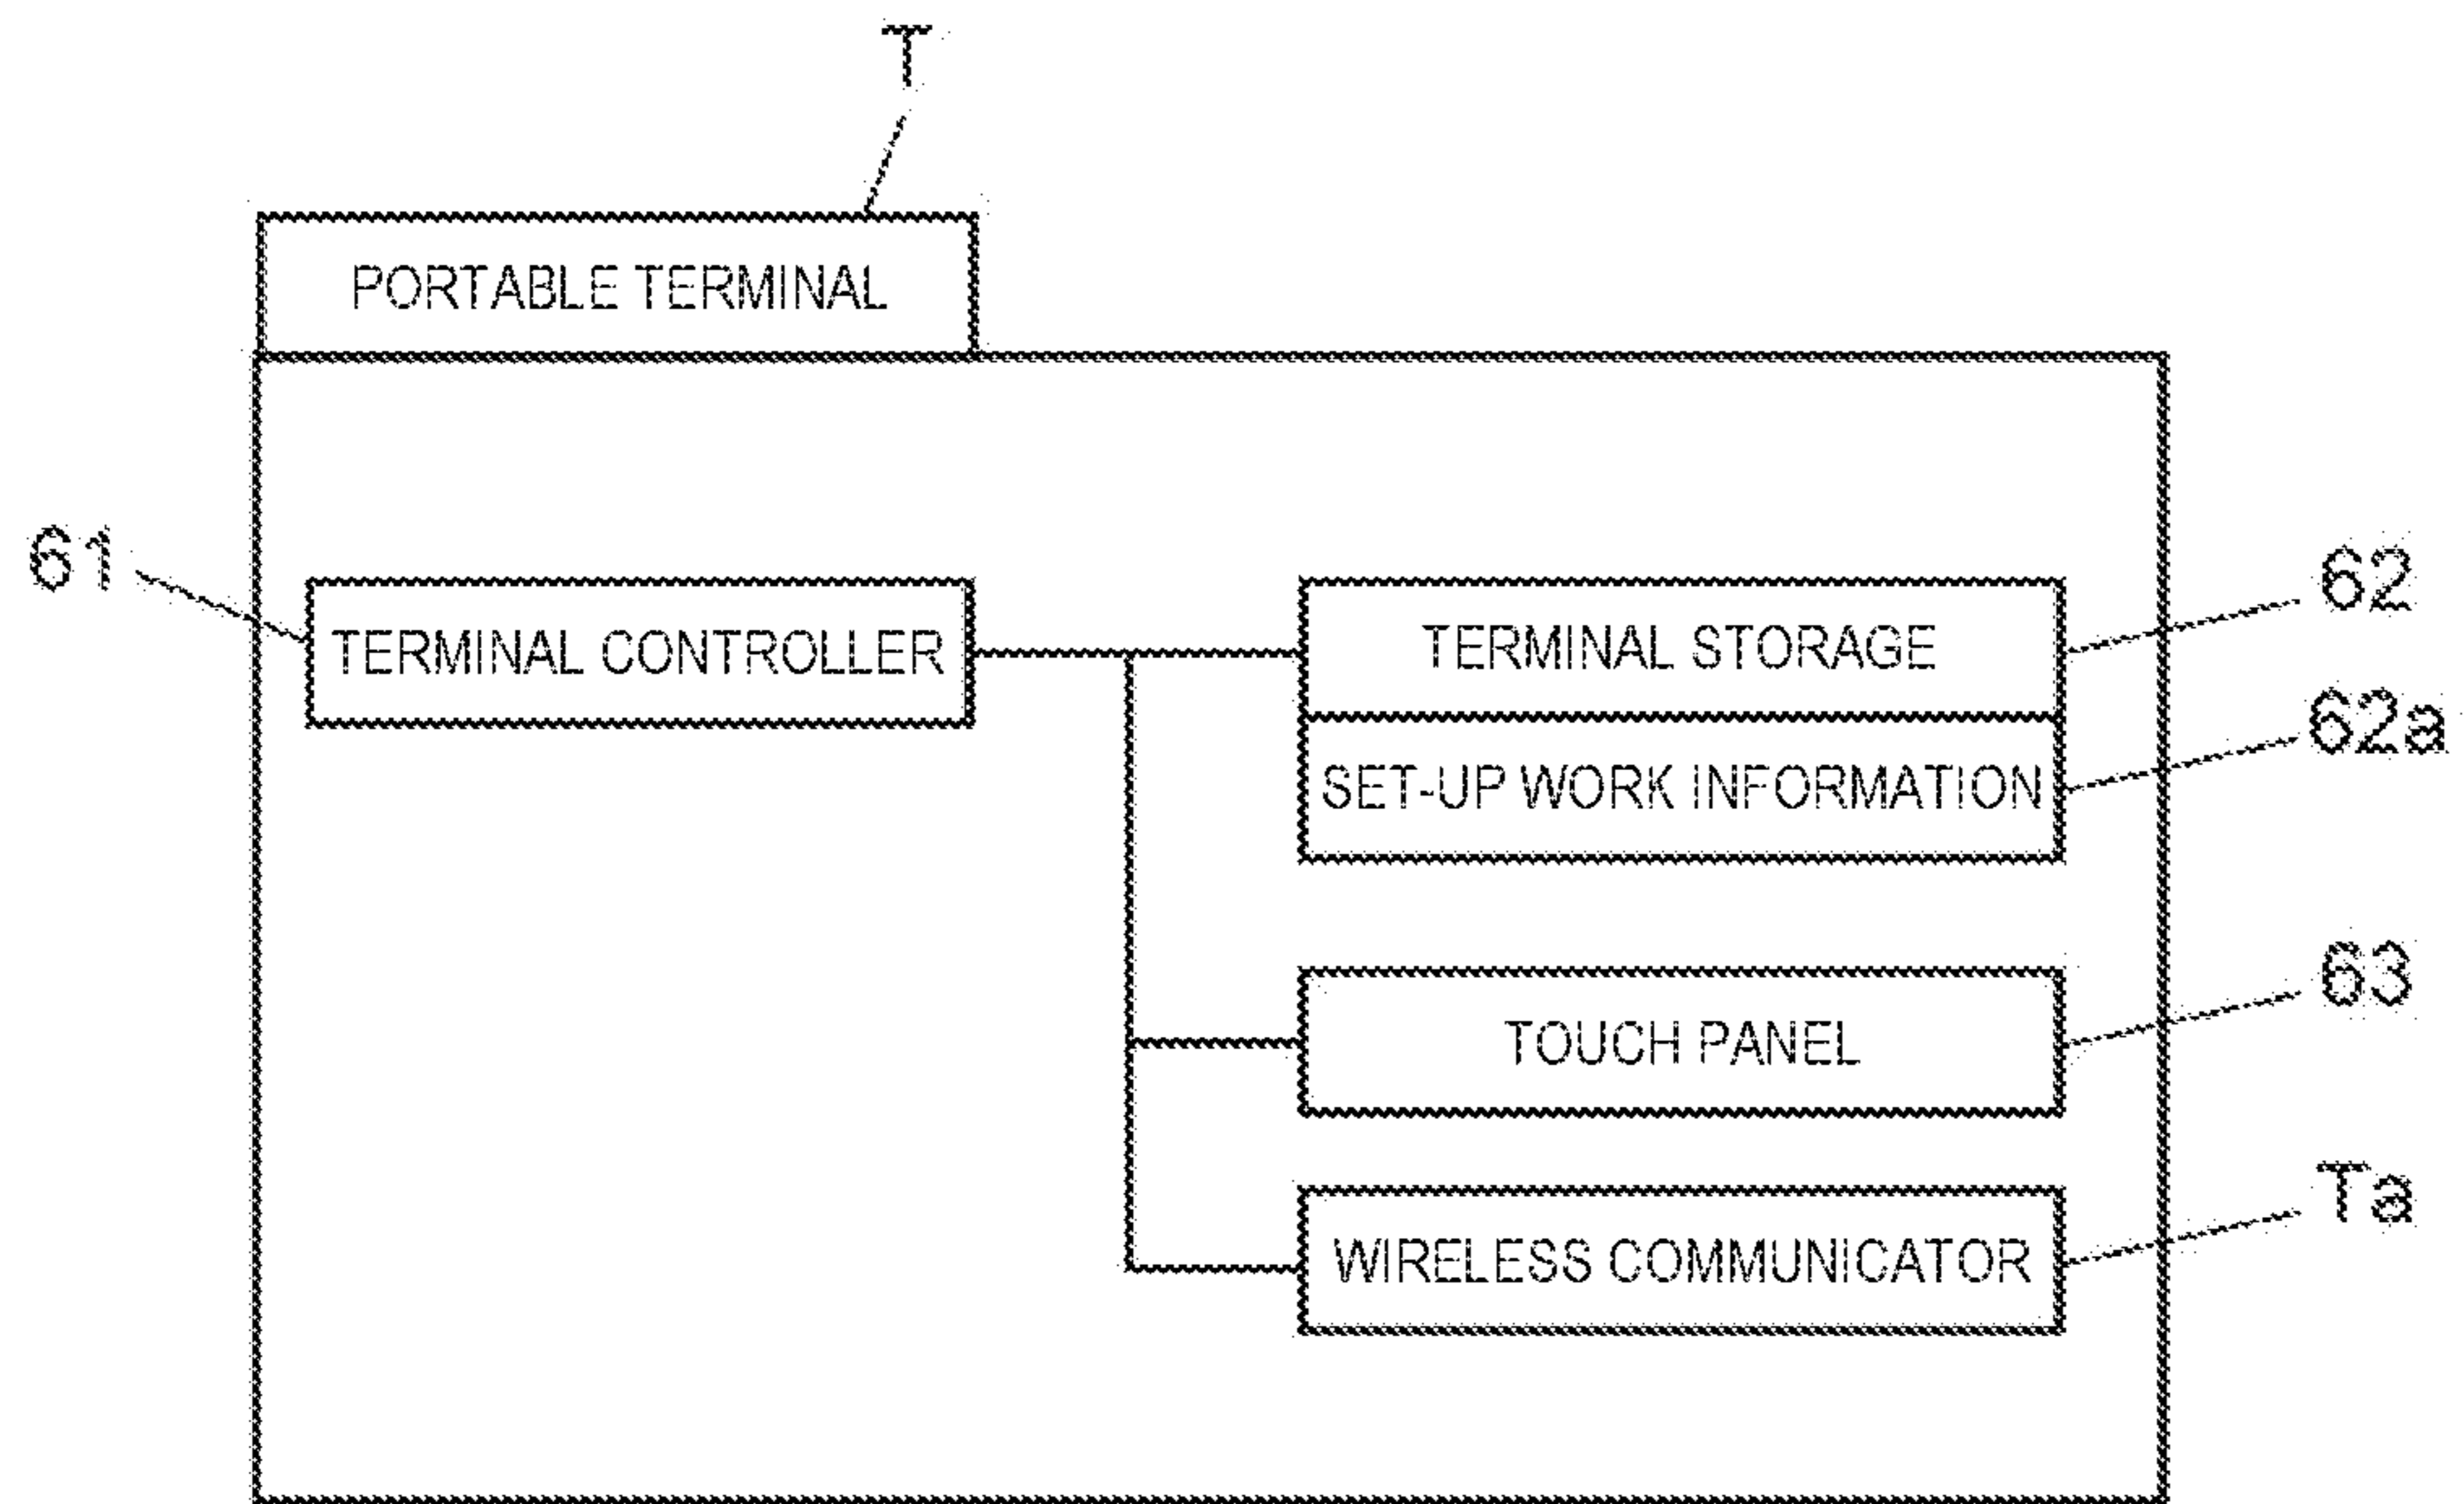 T
PORTABLE TERMINAL
61
TERMINAL CONTROLLER
TERMINAL STORAGE
62
SET-UP WORK INFORMATION
62a
TOUCH PANEL
63
WIRELESS COMMUNICATOR
Ta